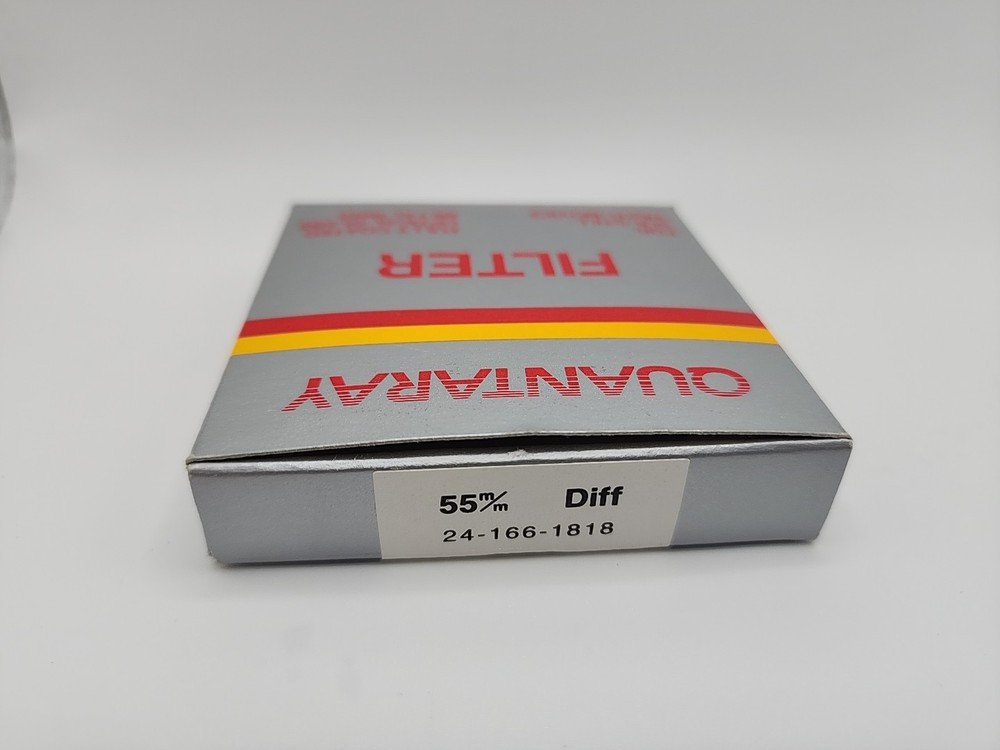 QUANTARAY
FILTER
55m/m Diff
24-166-1818